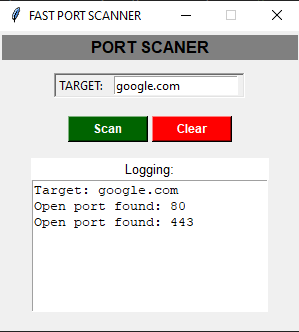 FAST PORT SCANNER
PORT SCANER
TARGET: google.com
Scan Clear
Logging:
Target: google.com
Open port found: 80
Open port found: 443